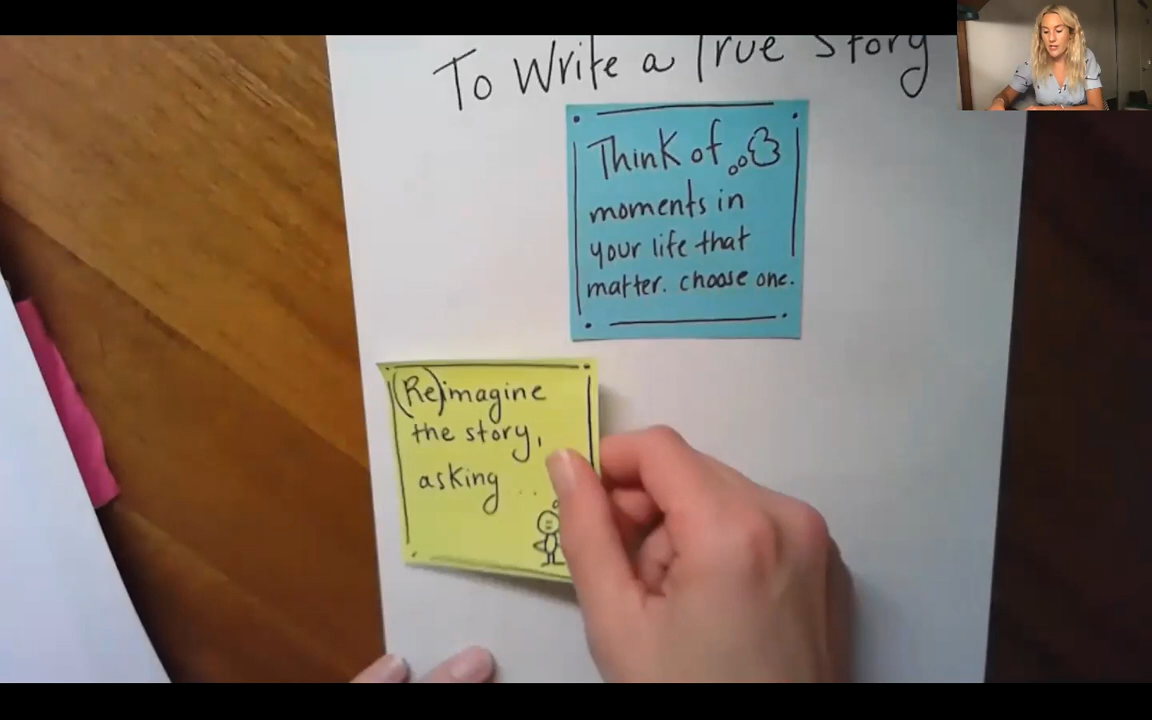 To Write a True Story
Think of
moments in
your life that
matter. choose one.
(Re)imagine
the story,
asking ...